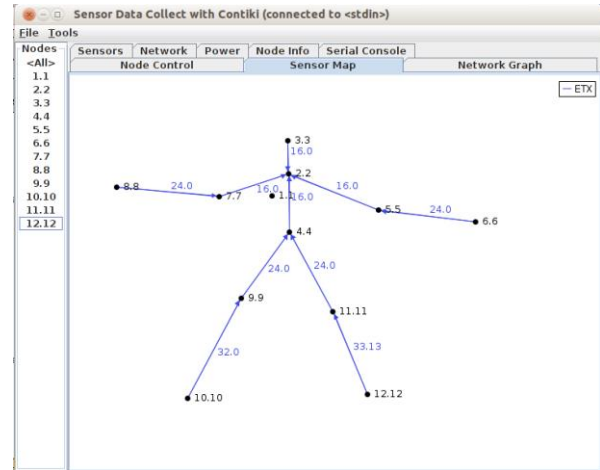 Sensor Data Collect with Contiki (connected to <stdin>)
File Tools
Nodes
<All>
1.1
2.2
3.3
4.4
5.5
6.6
7.7
8.8
9.9
10.10
11.11
12.12
Sensors Network Power Node Info Serial Console
Node Control Sensor Map Network Graph
ETX
3.3
16.0
2.2
8.8 24.0 7.7 16.0 1.1 16.0 16.0 5.5 24.0 6.6
4.4
24.0 24.0
9.9 11.11
32.0 33.13
10.10 12.12